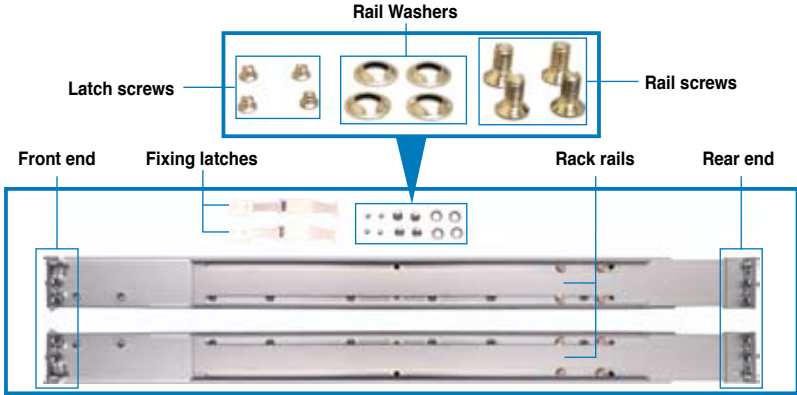 Rail Washers
Latch screws
Rail screws
Front end
Fixing latches
Rack rails
Rear end